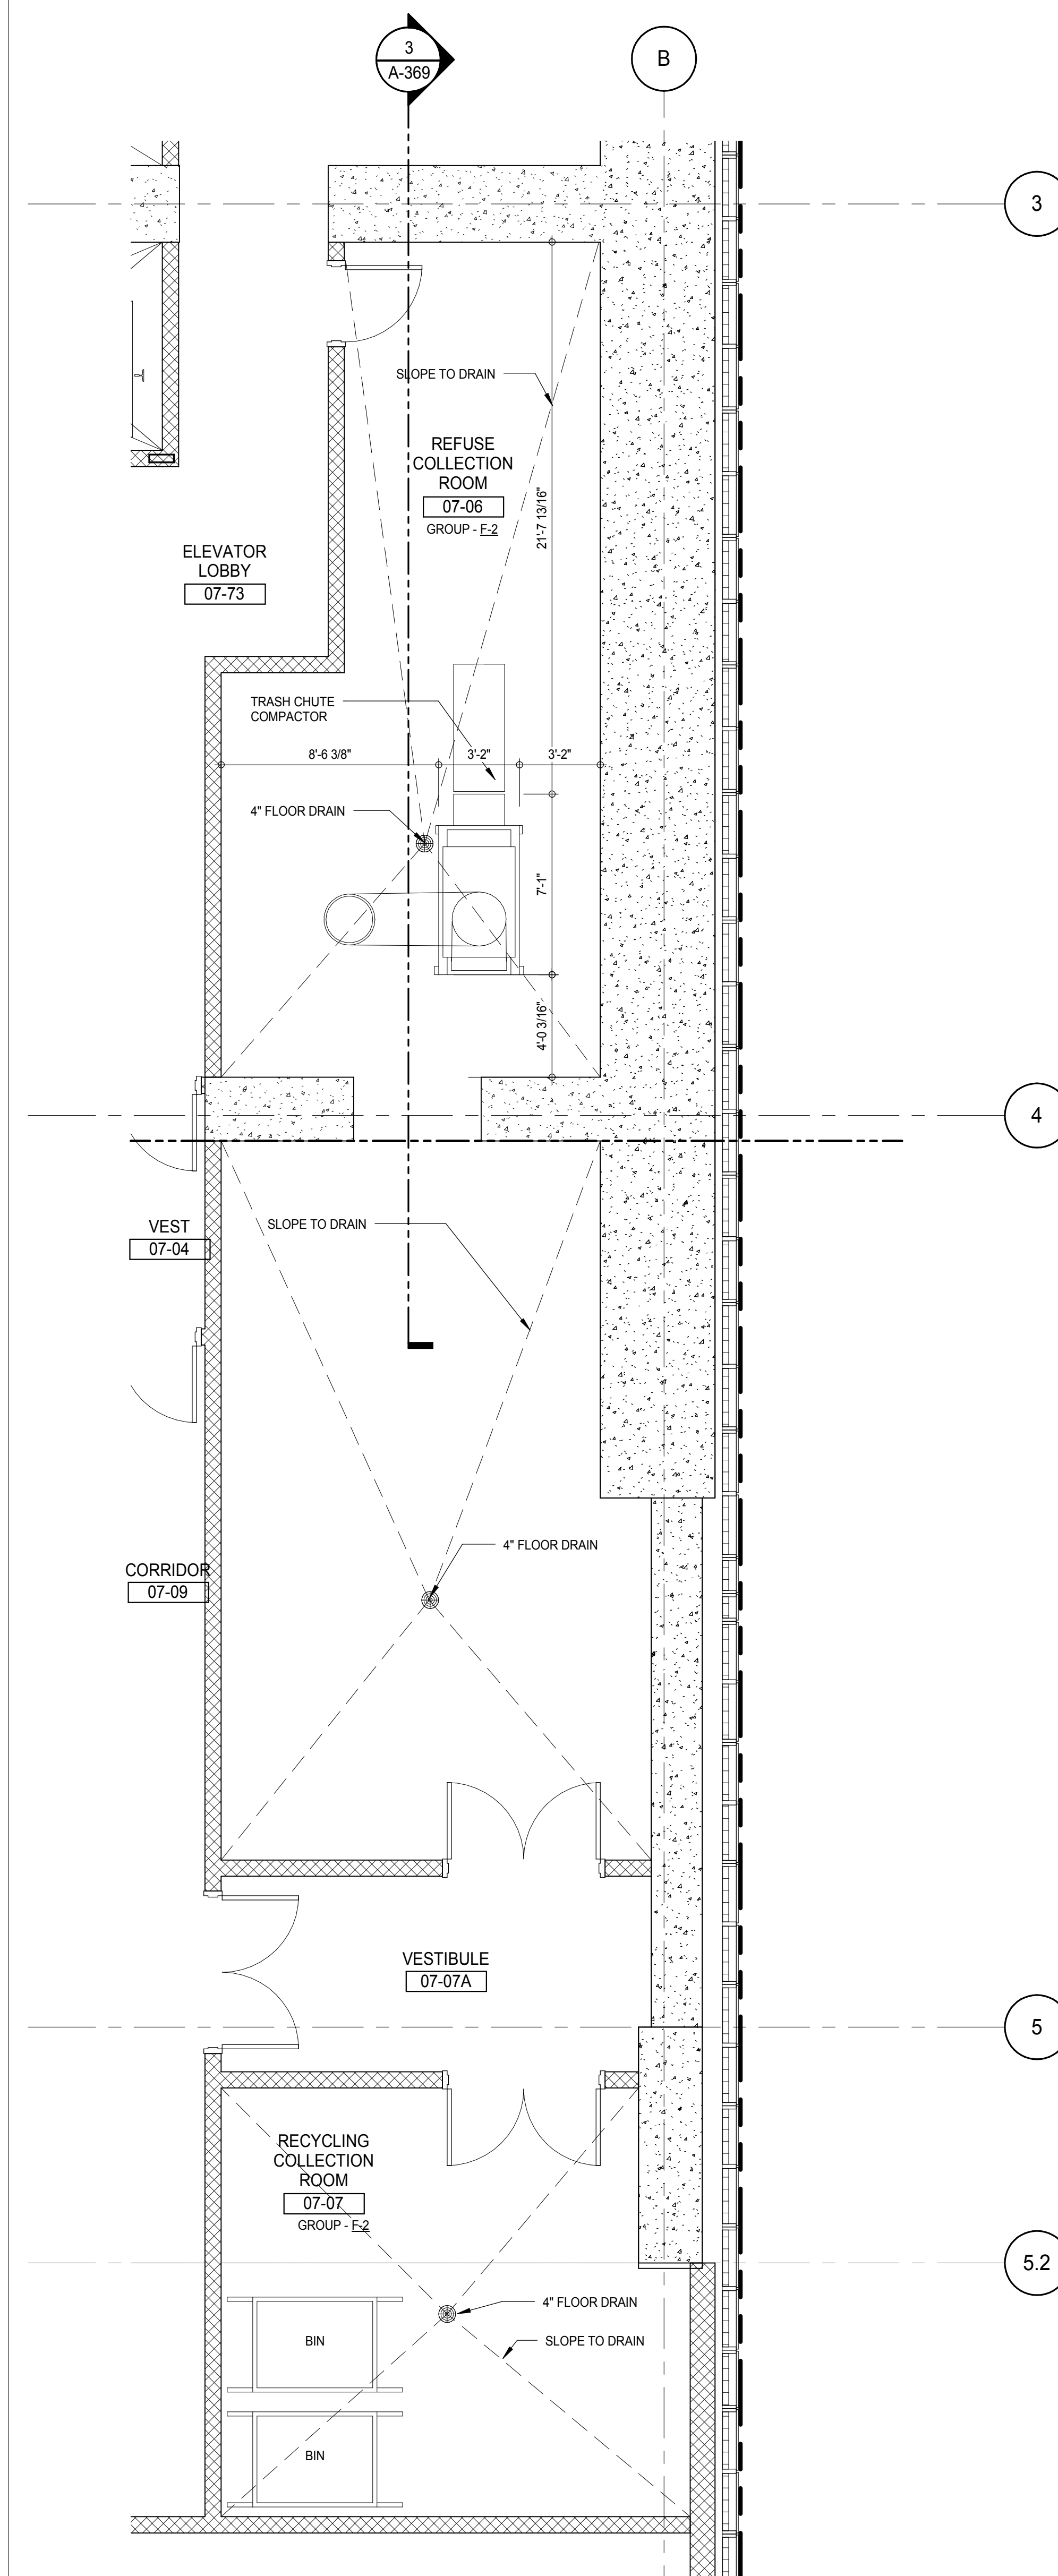 3
A-369
B
3
SLOPE TO DRAIN
REFUSE
COLLECTION
ROOM
07-06
GROUP - F-2
21'-7 13/16"
ELEVATOR
LOBBY
07-73
TRASH CHUTE
COMPACTOR
8'-6 3/8"
3'-2"
3'-2"
4" FLOOR DRAIN
7'-1"
4'-0 3/16"
4
VEST
07-04
SLOPE TO DRAIN
4" FLOOR DRAIN
CORRIDOR
07-09
VESTIBULE
07-07A
5
RECYCLING
COLLECTION
ROOM
07-07
GROUP - F-2
5.2
4" FLOOR DRAIN
SLOPE TO DRAIN
BIN
BIN